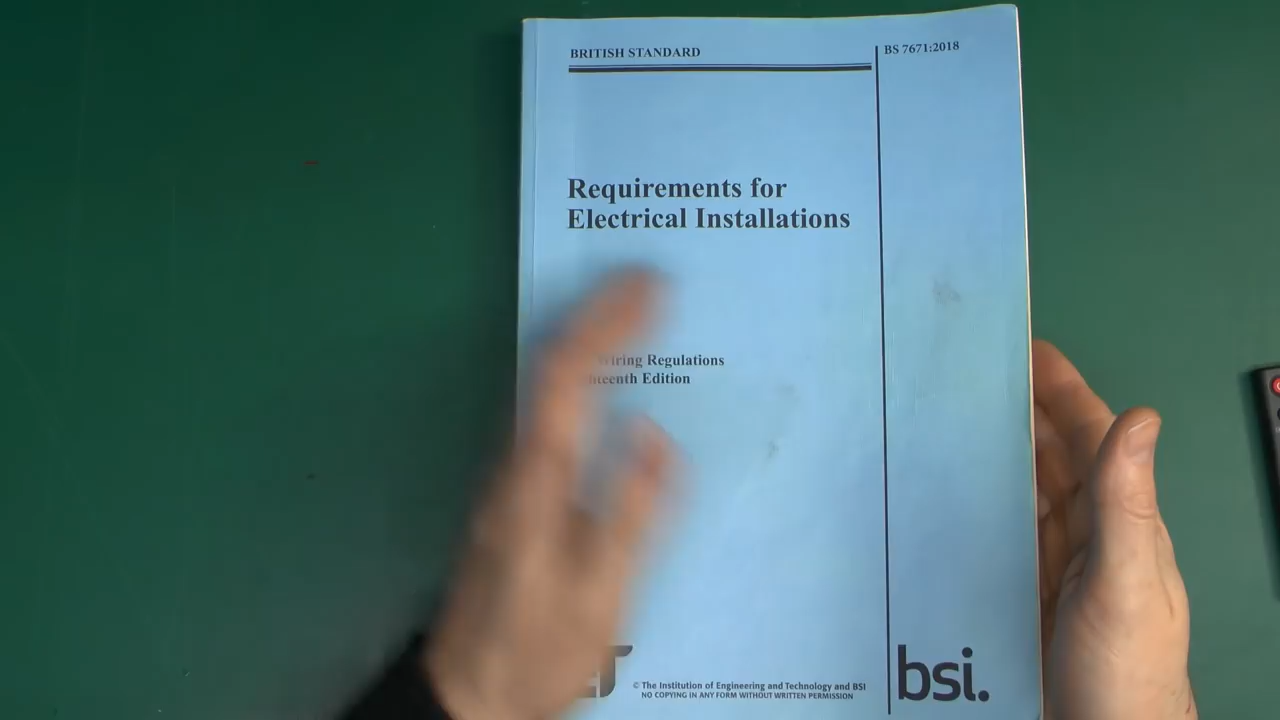 BRITISH STANDARD
BS 7671:2018
Requirements for
Electrical Installations
Wiring Regulations
Edition
© The Institution of Engineering and Technology and BSI
NO COPYING IN ANY FORM WITHOUT WRITTEN PERMISSION
bsi.